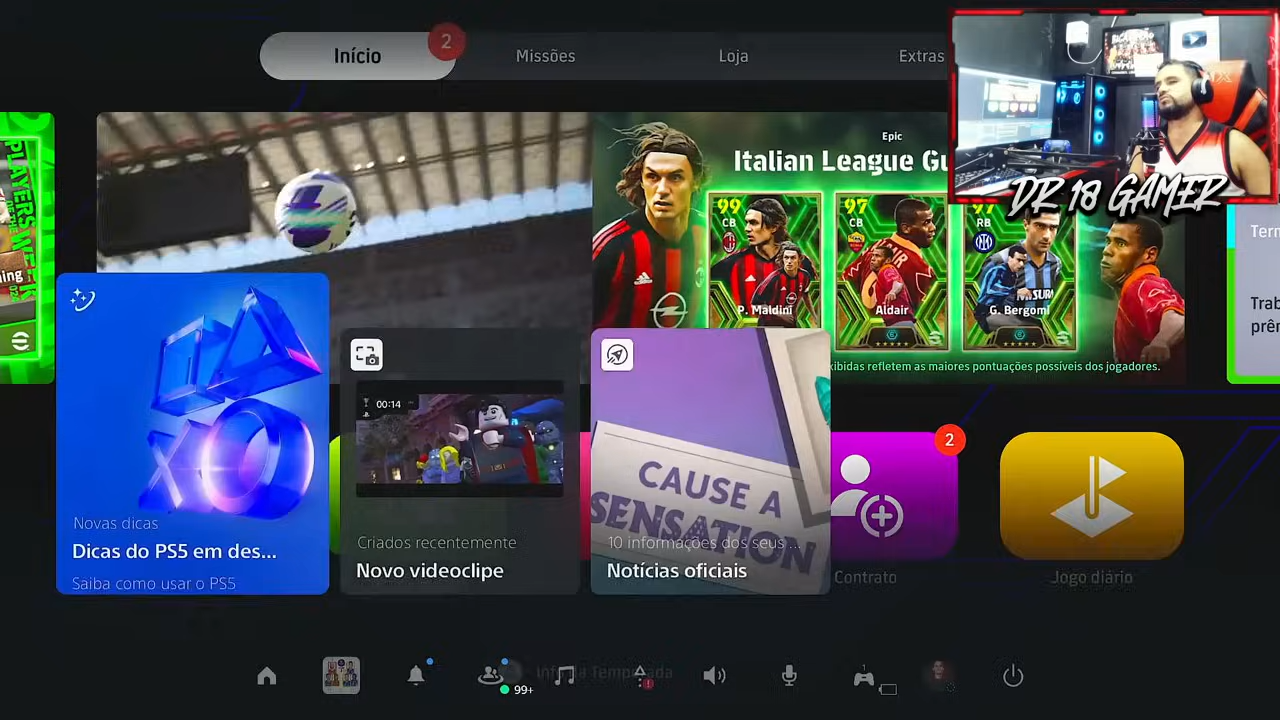 Início
2
Missões
Loja
Extras
DR 18 GAMER
PLAYERS
WEEK
Epic
Italian League Gu
99
CB
P. Maldini
97
CB
Aldair
97
RB
G. Bergomi
ibidas refletem as maiores pontuações possíveis dos jogadores.
Novas dicas
Dicas do PS5 em des...
Saiba como usar o PS5
00:14
Criados recentemente
Novo videoclipe
CAUSE A
SENSATION
10 informações dos seus ...
Notícias oficiais
2
Contrato
Jogo diário
99+